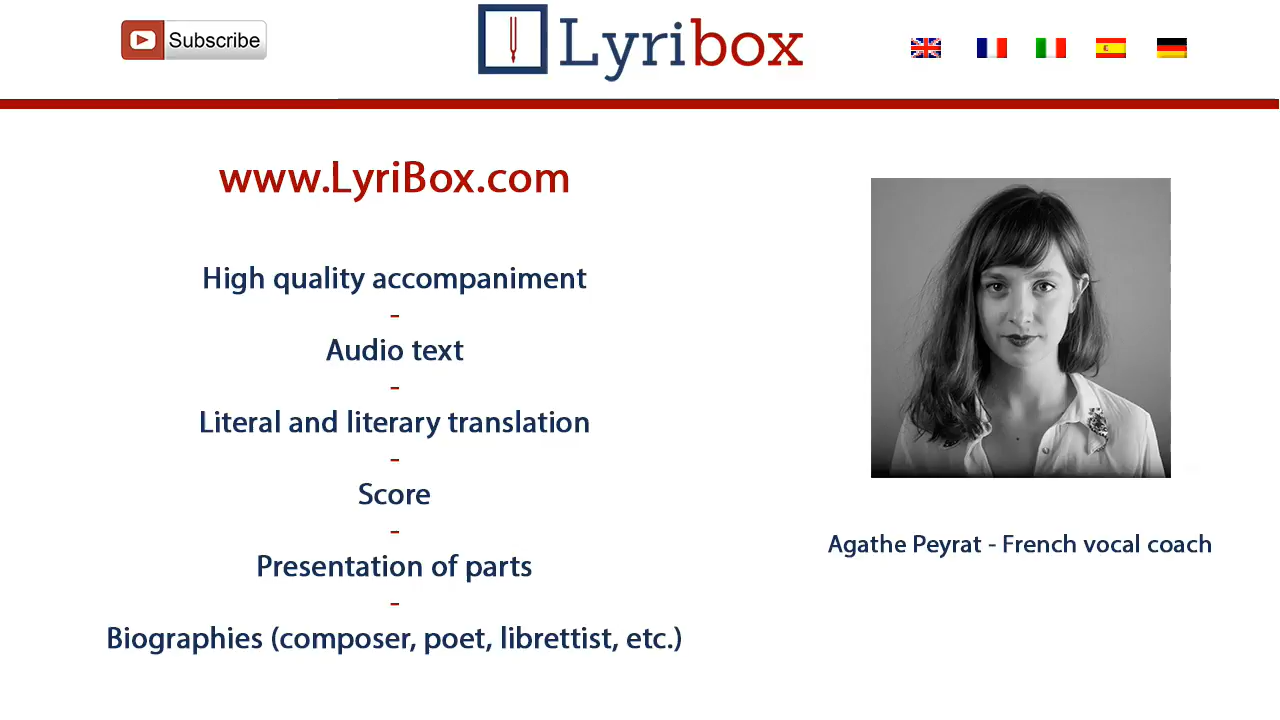 Subscribe
Lyribox
www.LyriBox.com
High quality accompaniment
-
Audio text
-
Literal and literary translation
-
Score
-
Presentation of parts
-
Biographies (composer, poet, librettist, etc.)
Agathe Peyrat - French vocal coach